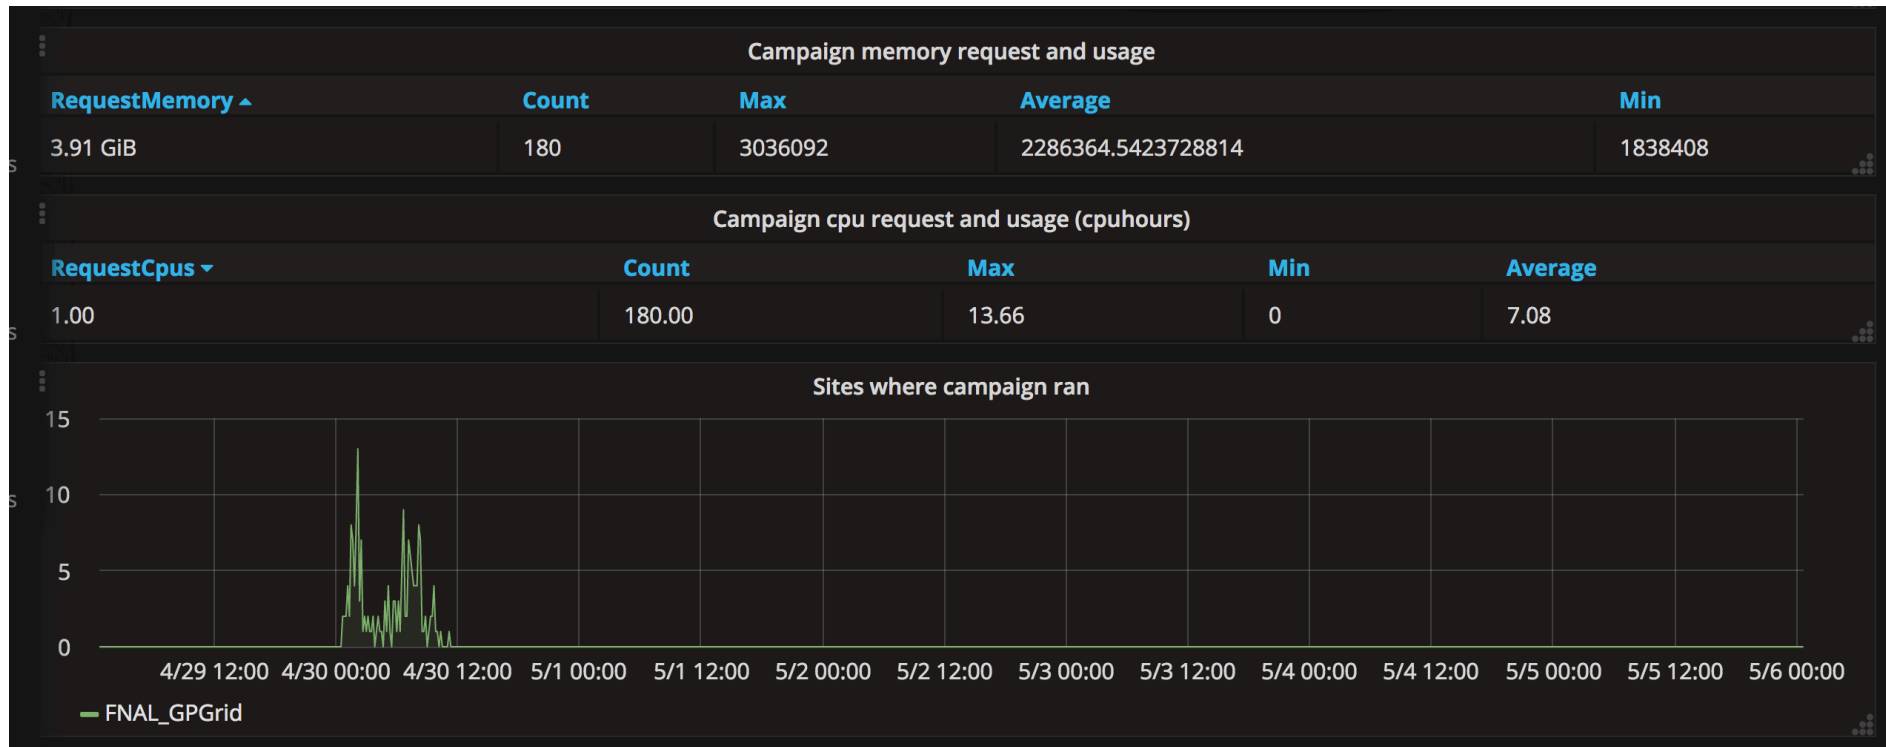 Campaign memory request and usage
RequestMemory Count Max Average Min
3.91 GiB 180 3036092 2286364.5423728814 1838408
s
Campaign cpu request and usage (cpuhours)
RequestCpus Count Max Min Average
1.00 180.00 13.66 0 7.08
s
Sites where campaign ran
15
10
s
5
0
4/29 12:00 4/30 00:00 4/30 12:00 5/1 00:00 5/1 12:00 5/2 00:00 5/2 12:00 5/3 00:00 5/3 12:00 5/4 00:00 5/4 12:00 5/5 00:00 5/5 12:00 5/6 00:00
FNAL_GPGrid